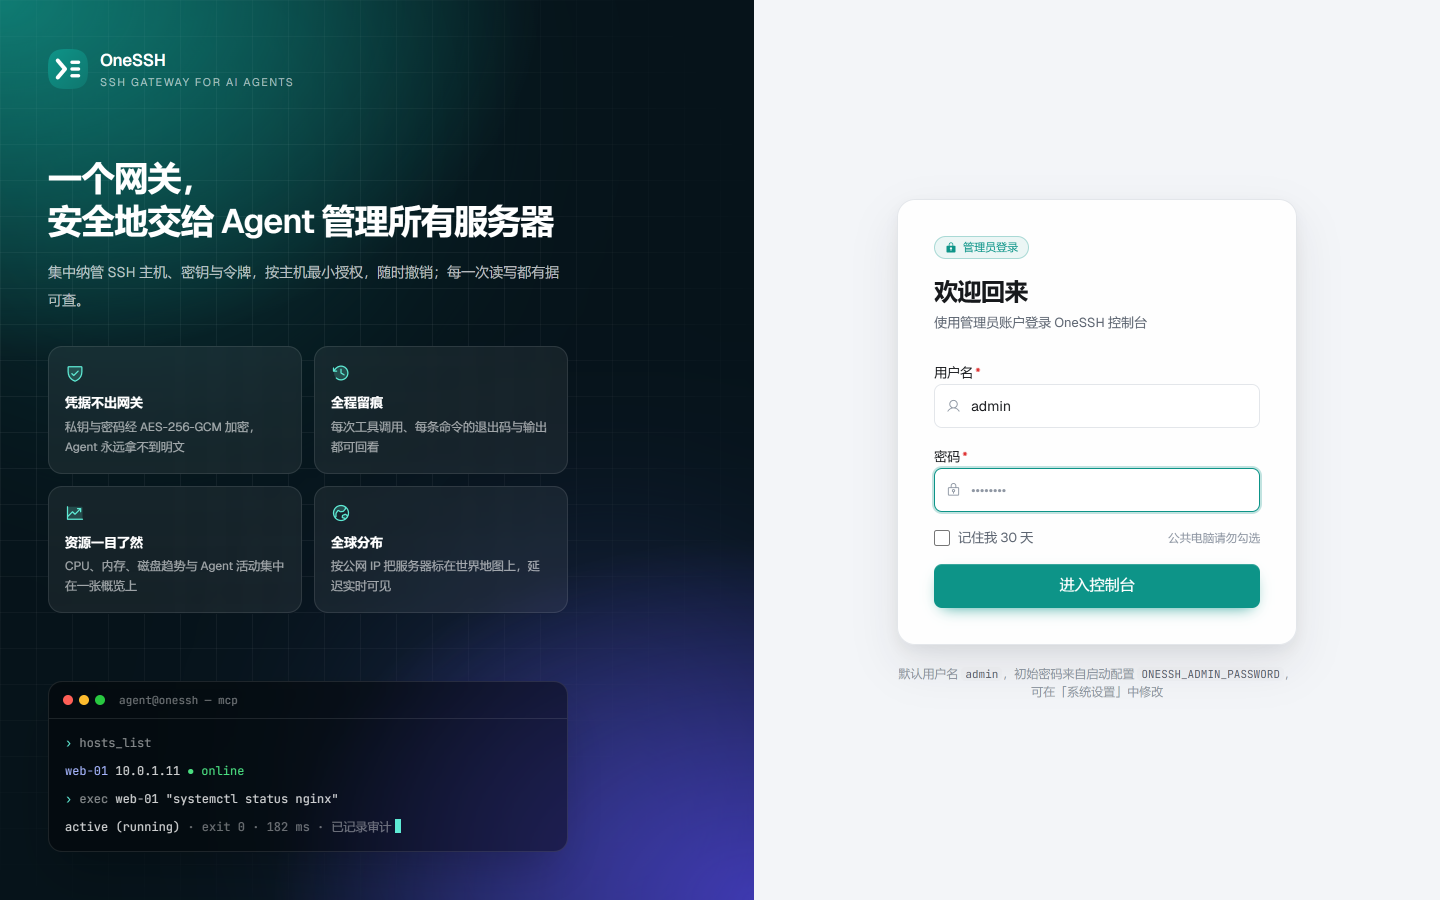 OneSSH
SSH GATEWAY FOR AI AGENTS
一个网关，
安全地交给 Agent 管理所有服务器
集中纳管 SSH 主机、密钥与令牌，按主机最小授权，随时撤销；每一次读写都有据
可查。
凭据不出网关
私钥与密码经 AES-256-GCM 加密，
Agent 永远拿不到明文
全程留痕
每次工具调用、每条命令的退出码与输出
都可回看
资源一目了然
CPU、内存、磁盘趋势与 Agent 活动集中
在一张概览上
全球分布
按公网 IP 把服务器标在世界地图上，延
迟实时可见
agent@onessh — mcp
› hosts_list
web-01 10.0.1.11 ● online
› exec web-01 "systemctl status nginx"
active (running) · exit 0 · 182 ms · 已记录审计
管理员登录
欢迎回来
使用管理员账户登录 OneSSH 控制台
用户名*
admin
密码*
••••••••
记住我 30 天
公共电脑请勿勾选
进入控制台
默认用户名 admin，初始密码来自启动配置 ONESSH_ADMIN_PASSWORD，
可在「系统设置」中修改